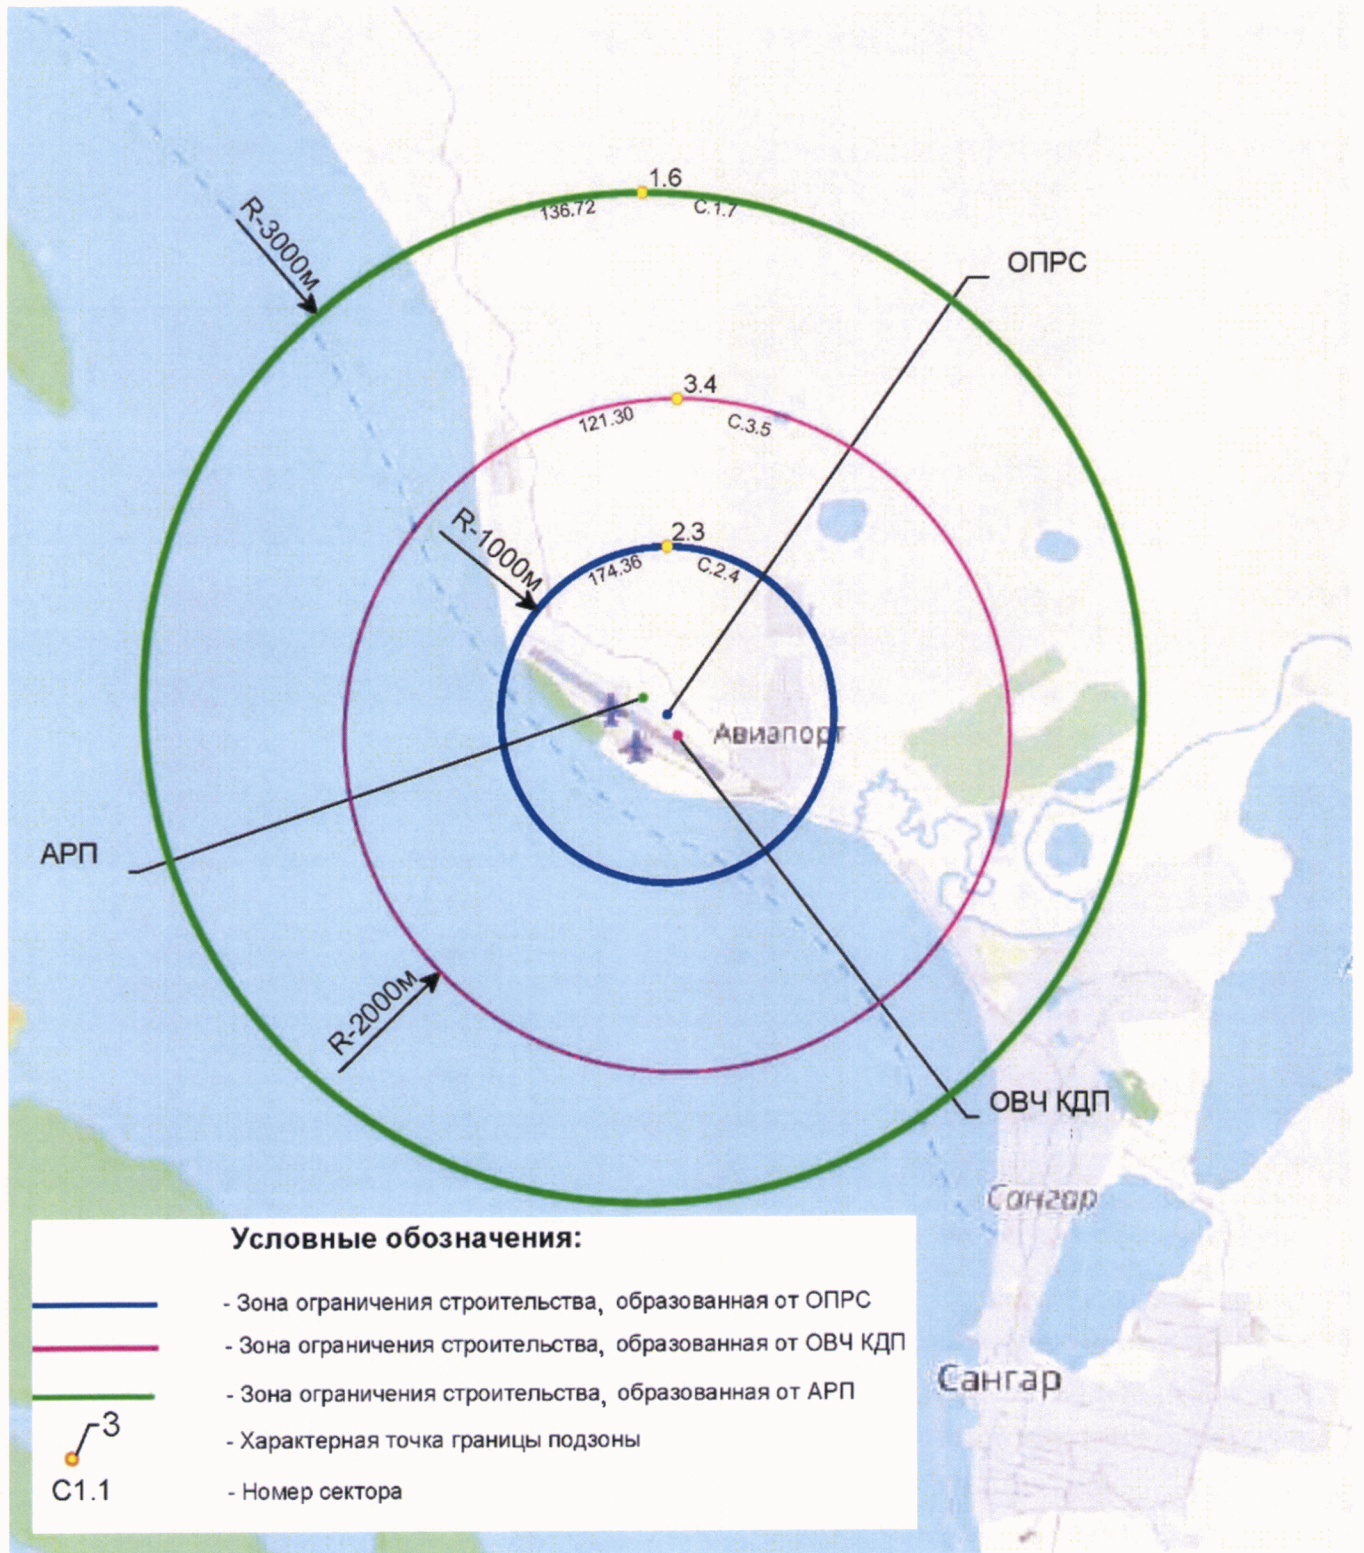 1.6
136.72
С.1.7
R-3000м
ОПРС
3.4
121.30
С.3.5
R-1000м
2.3
174.36
С.2.4
Авиапорт
АРП
R-2000м
ОВЧ КДП
Сангар
Условные обозначения:
- Зона ограничения строительства, образованная от ОПРС
- Зона ограничения строительства, образованная от ОВЧ КДП
- Зона ограничения строительства, образованная от АРП
Сангар
3
- Характерная точка границы подзоны
С1.1
- Номер сектора